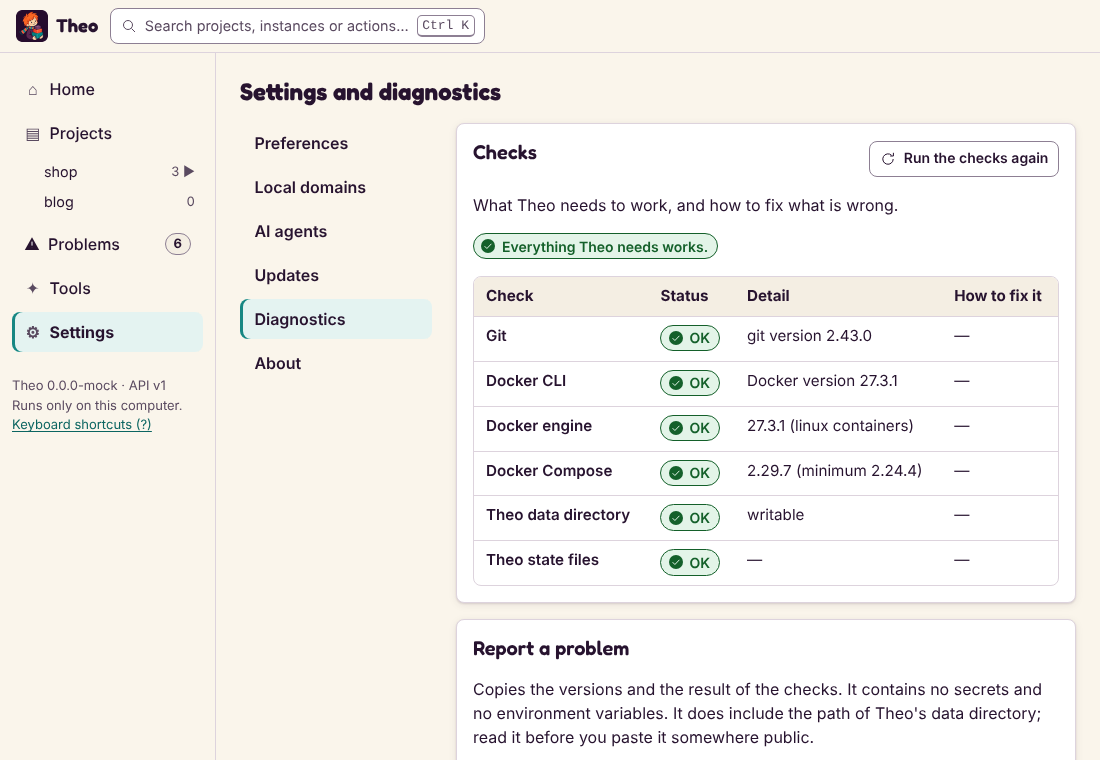 Theo
Search projects, instances or actions... Ctrl K
Home
Projects
shop 3 ▶
blog 0
Problems 6
Tools
Settings
Theo 0.0.0-mock · API v1
Runs only on this computer.
Keyboard shortcuts (?)
Settings and diagnostics
Preferences
Local domains
AI agents
Updates
Diagnostics
About
Checks
Run the checks again
What Theo needs to work, and how to fix what is wrong.
Everything Theo needs works.
Check Status Detail How to fix it
Git OK git version 2.43.0 —
Docker CLI OK Docker version 27.3.1 —
Docker engine OK 27.3.1 (linux containers) —
Docker Compose OK 2.29.7 (minimum 2.24.4) —
Theo data directory OK writable —
Theo state files OK — —
Report a problem
Copies the versions and the result of the checks. It contains no secrets and
no environment variables. It does include the path of Theo's data directory;
read it before you paste it somewhere public.